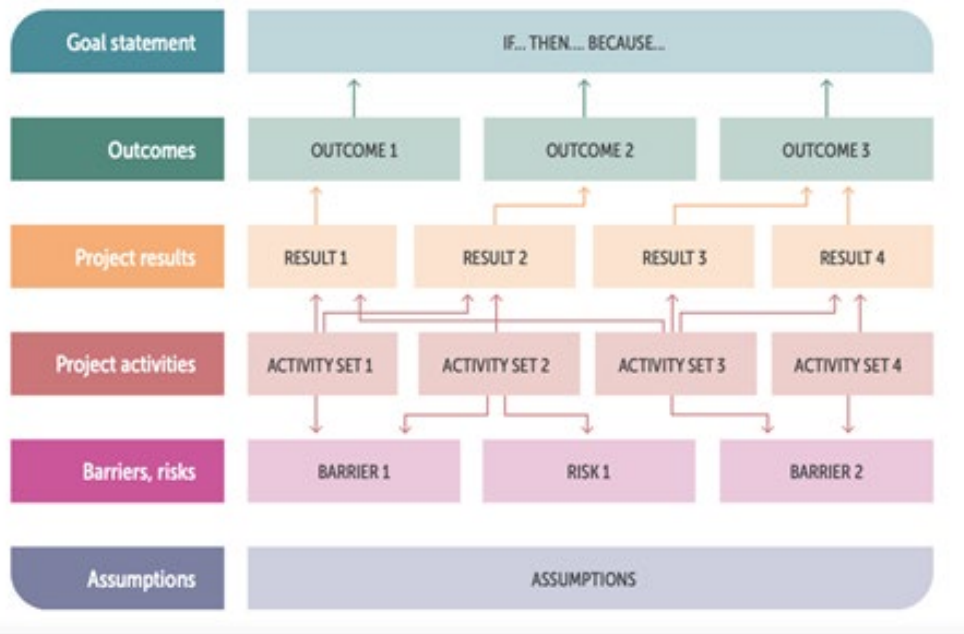 Goal statement
IF... THEN.... BECAUSE...
Outcomes
OUTCOME 1
OUTCOME 2
OUTCOME 3
Project results
RESULT 1
RESULT 2
RESULT 3
RESULT 4
Project activities
ACTIVITY SET 1
ACTIVITY SET 2
ACTIVITY SET 3
ACTIVITY SET 4
Barriers, risks
BARRIER 1
RISK 1
BARRIER 2
Assumptions
ASSUMPTIONS